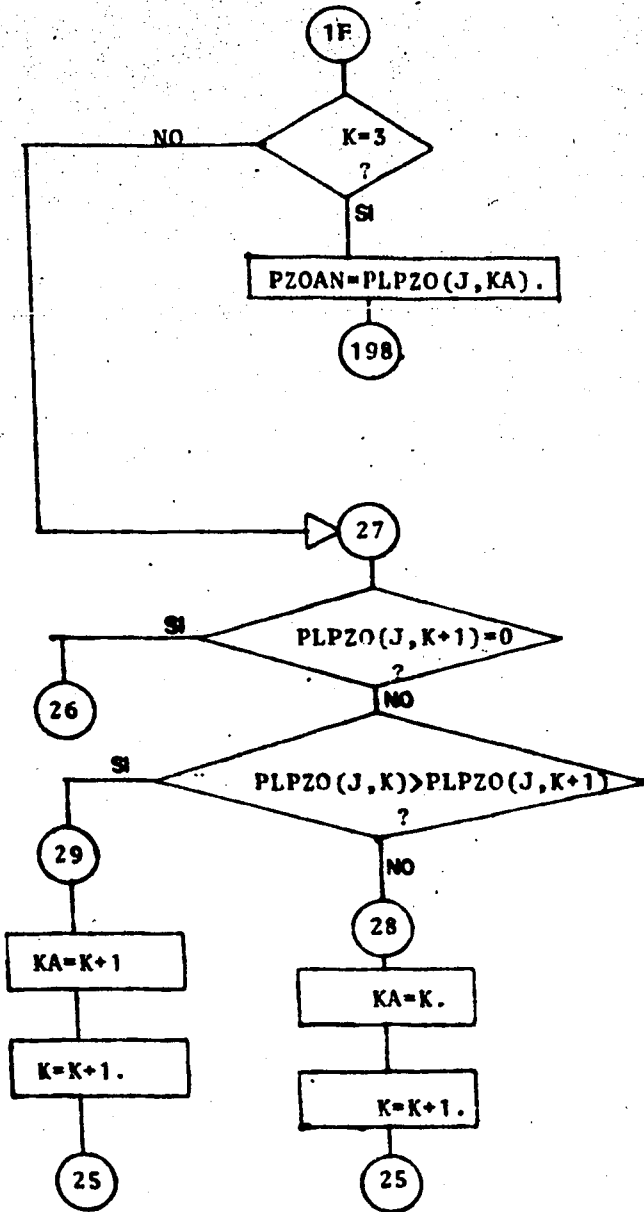 1F
K=3
?
NO
SI
PZOAN=PLPZO(J,KA).
198
27
PLPZO(J,K+1)=0
?
SI
NO
26
PLPZO(J,K)>PLPZO(J,K+1)
?
SI
NO
29
28
KA=K+1
KA=K.
K=K+1.
K=K+1.
25
25